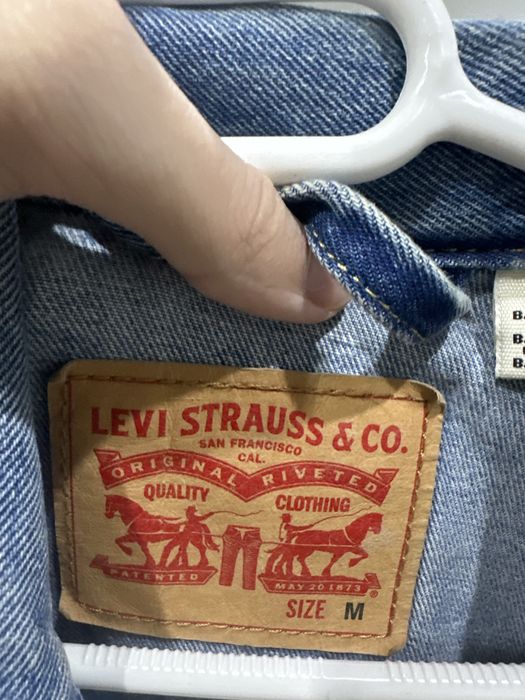 LEVI STRAUSS & CO.
SAN FRANCISCO
CAL.
ORIGINAL RIVETED
QUALITY CLOTHING
PATENTED MAY 20 1873
®
SIZE M